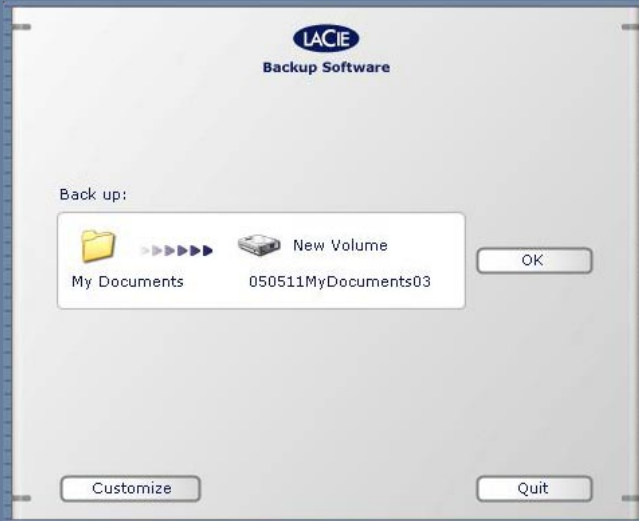 LACIE
Backup Software
Back up:
New Volume
My Documents 050511MyDocuments03
OK
Customize
Quit